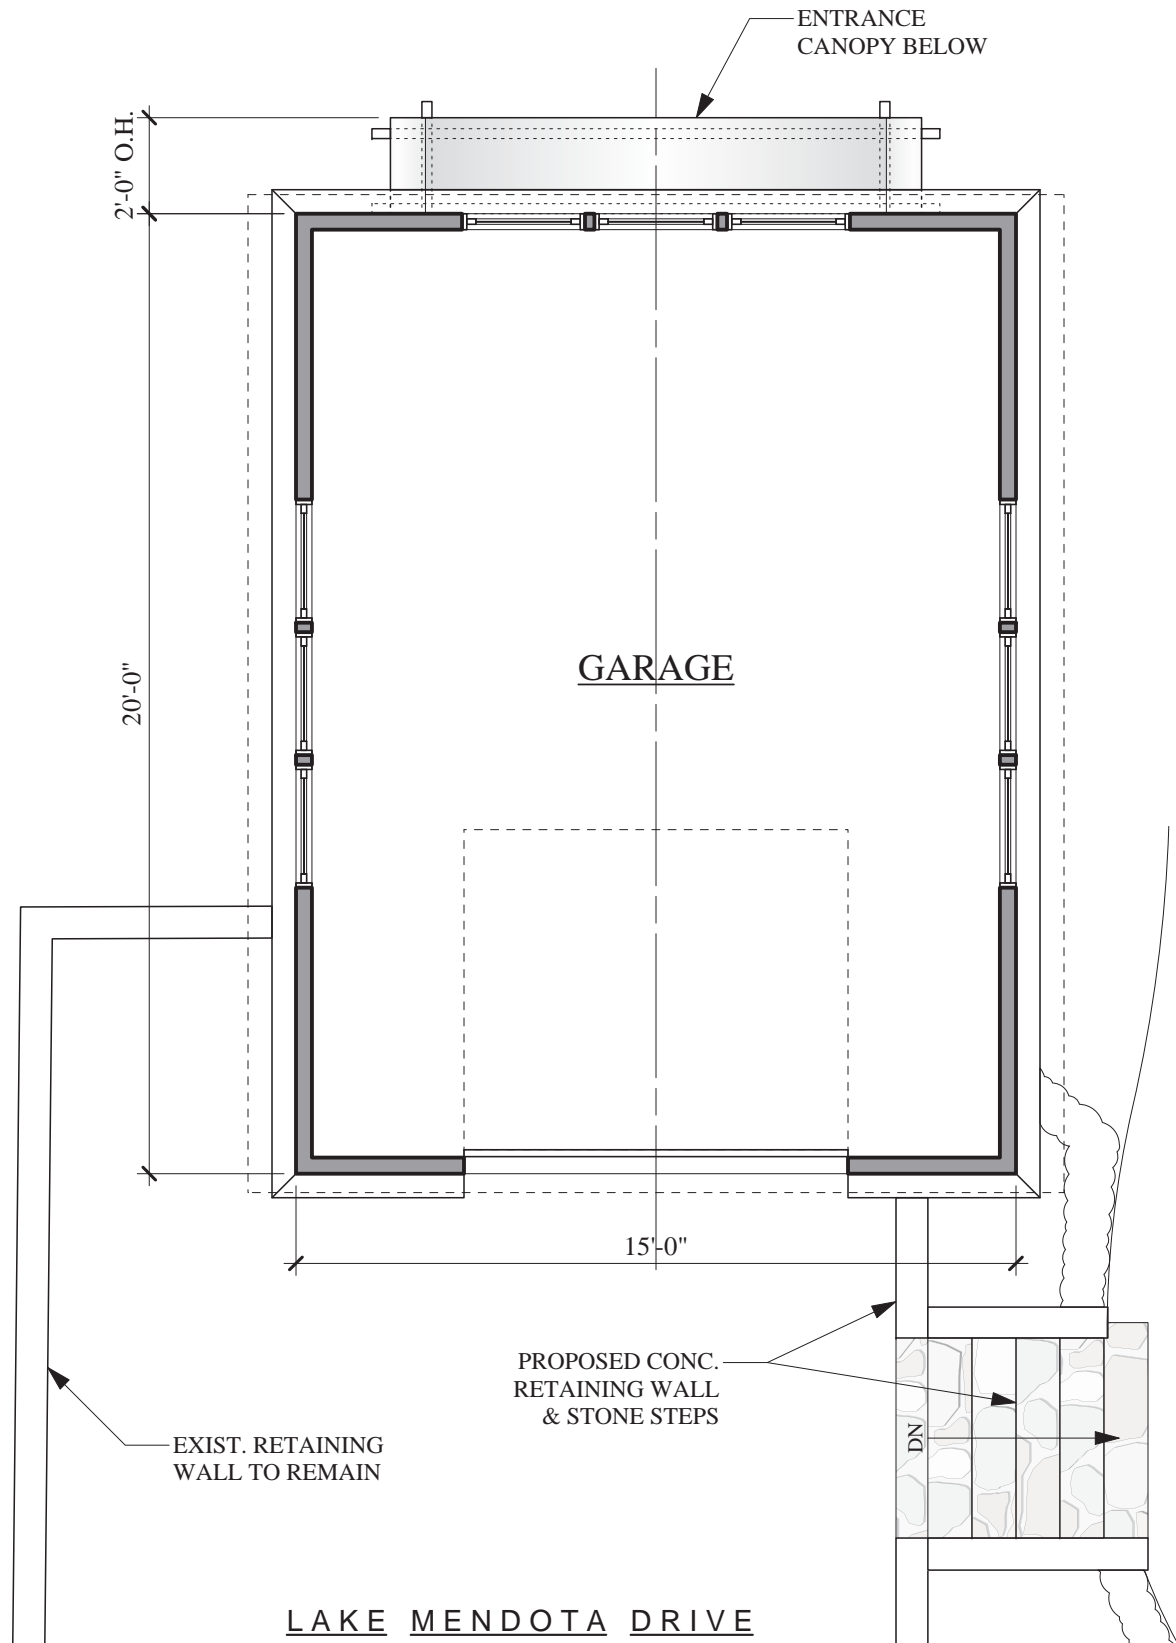 ENTRANCE
CANOPY BELOW
2'-0" O.H.
20'-0"
GARAGE
15'-0"
PROPOSED CONC.
RETAINING WALL
& STONE STEPS
DN
EXIST. RETAINING
WALL TO REMAIN
LAKE MENDOTA DRIVE